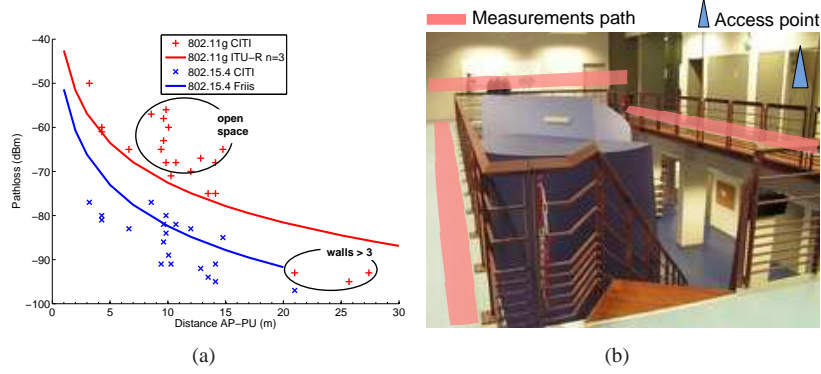 Measurements path
Access point
−40
−50
−60
−70
−80
−90
−100
Pathloss (dBm)
+ 802.11g CITI
802.11g ITU−R n=3
× 802.15.4 CITI
802.15.4 Friis
open
space
walls > 3
0
5
10
15
20
25
30
Distance AP−PU (m)
(a)
(b)